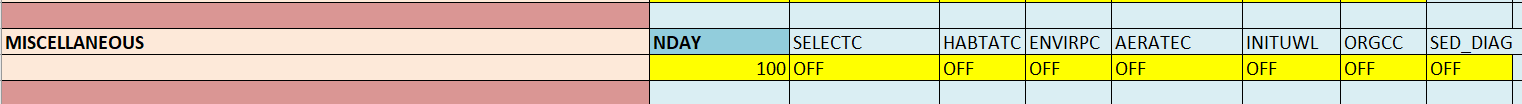 MISCELLANEOUS NDAY SELECTC HABTATC ENVIRPC AERATEC INITUWL ORGCC SED_DIAG
100 OFF OFF OFF OFF OFF OFF OFF